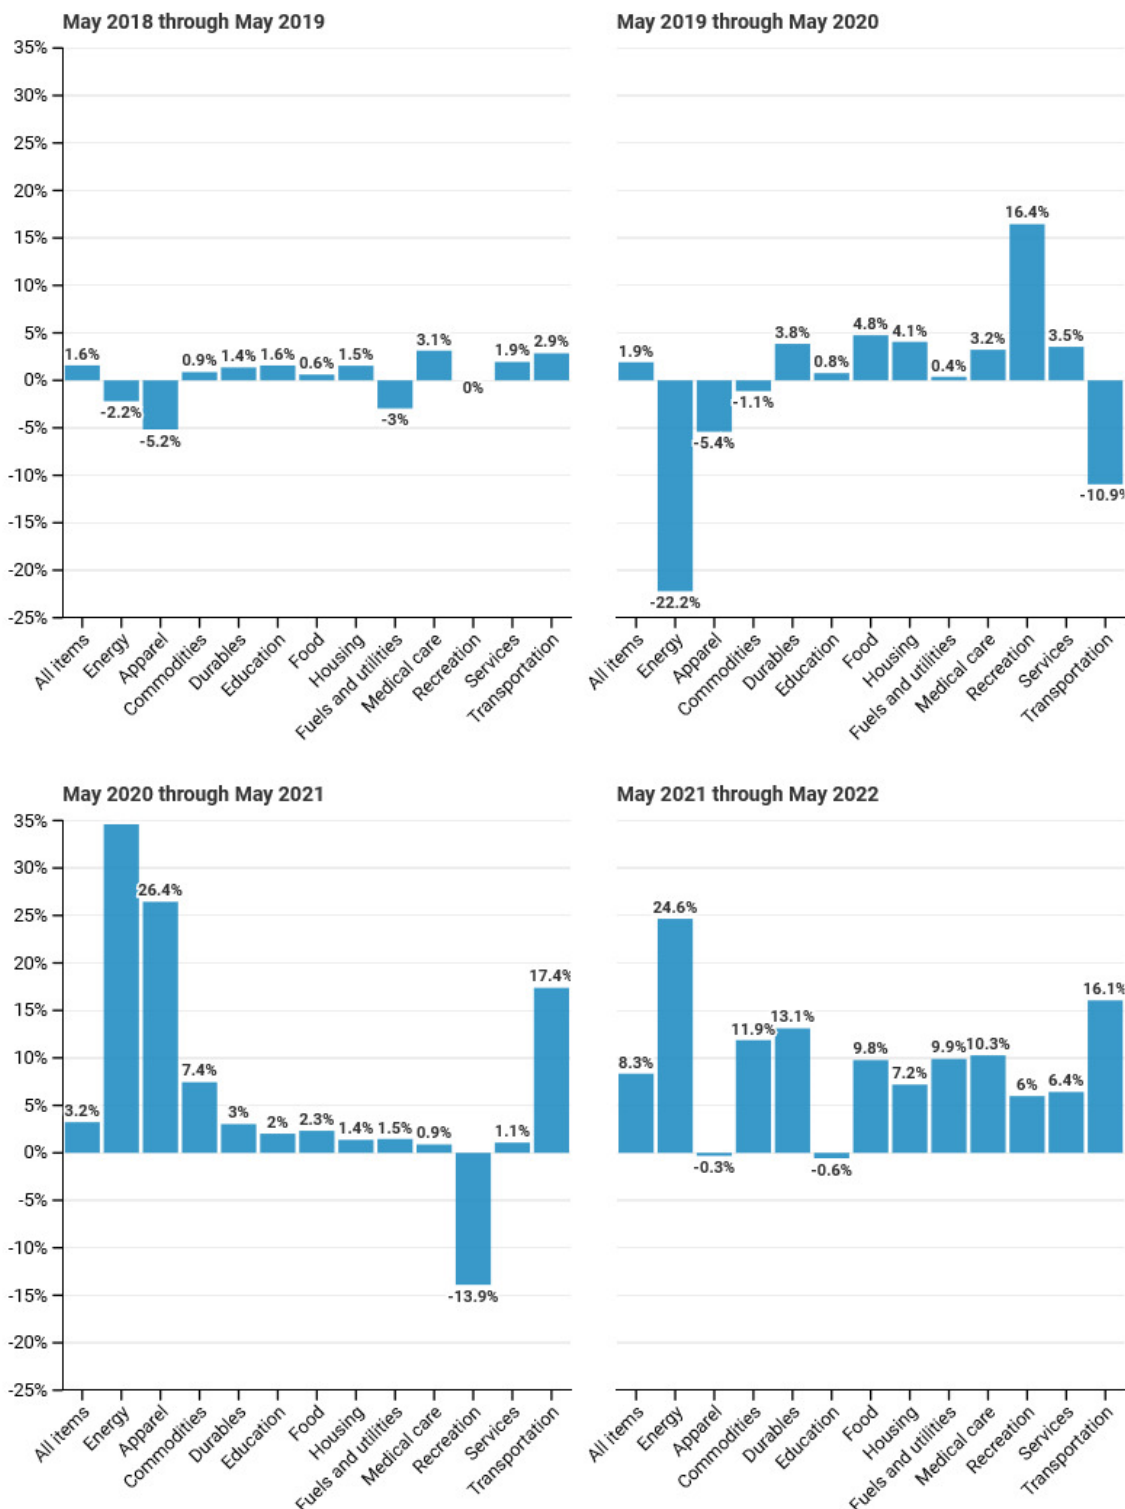 May 2018 through May 2019
May 2019 through May 2020
35%
30%
25%
20%
15%
10%
5%
0%
-5%
-10%
-15%
-20%
-25%
1.6%
-2.2%
-5.2%
0.9%
1.4%
1.6%
0.6%
1.5%
-3%
3.1%
0%
1.9%
2.9%
1.9%
-22.2%
-5.4%
-1.1%
3.8%
0.8%
4.8%
4.1%
0.4%
3.2%
16.4%
3.5%
-10.9%
All items
Energy
Apparel
Commodities
Durables
Education
Food
Housing
Fuels and utilities
Medical care
Recreation
Services
Transportation
All items
Energy
Apparel
Commodities
Durables
Education
Food
Housing
Fuels and utilities
Medical care
Recreation
Services
Transportation
May 2020 through May 2021
May 2021 through May 2022
35%
30%
25%
20%
15%
10%
5%
0%
-5%
-10%
-15%
-20%
-25%
3.2%
26.4%
7.4%
3%
2%
2.3%
1.4%
1.5%
0.9%
-13.9%
1.1%
17.4%
8.3%
24.6%
-0.3%
11.9%
13.1%
-0.6%
9.8%
7.2%
9.9%
10.3%
6%
6.4%
16.1%
All items
Energy
Apparel
Commodities
Durables
Education
Food
Housing
Fuels and utilities
Medical care
Recreation
Services
Transportation
All items
Energy
Apparel
Commodities
Durables
Education
Food
Housing
Fuels and utilities
Medical care
Recreation
Services
Transportation